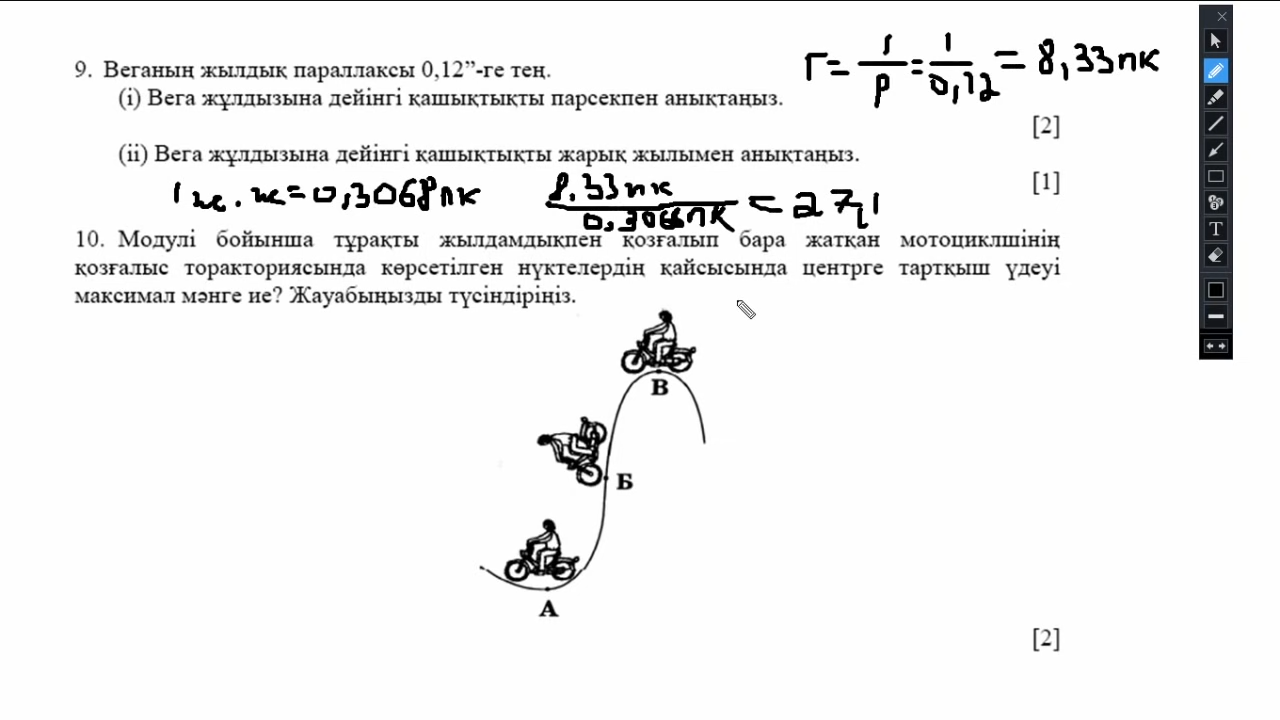 9. Веганың жылдық параллаксы 0,12”-ге тең.
r = 1/p = 1/0,12 = 8,33пк
(i) Вега жұлдызына дейінгі қашықтықты парсекпен анықтаңыз.
[2]
(ii) Вега жұлдызына дейінгі қашықтықты жарық жылымен анықтаңыз.
[1]
1 ж.ж = 0,3068пк 8.33пк/0,3066пк = 27,1
10. Модулі бойынша тұрақты жылдамдықпен қозғалып бара жатқан мотоциклшінің
қозғалыс торакториясында көрсетілген нүктелердің қайсысында центрге тартқыш үдеуі
максимал мәнге ие? Жауабыңызды түсіндіріңіз.
В
Б
А
[2]
T